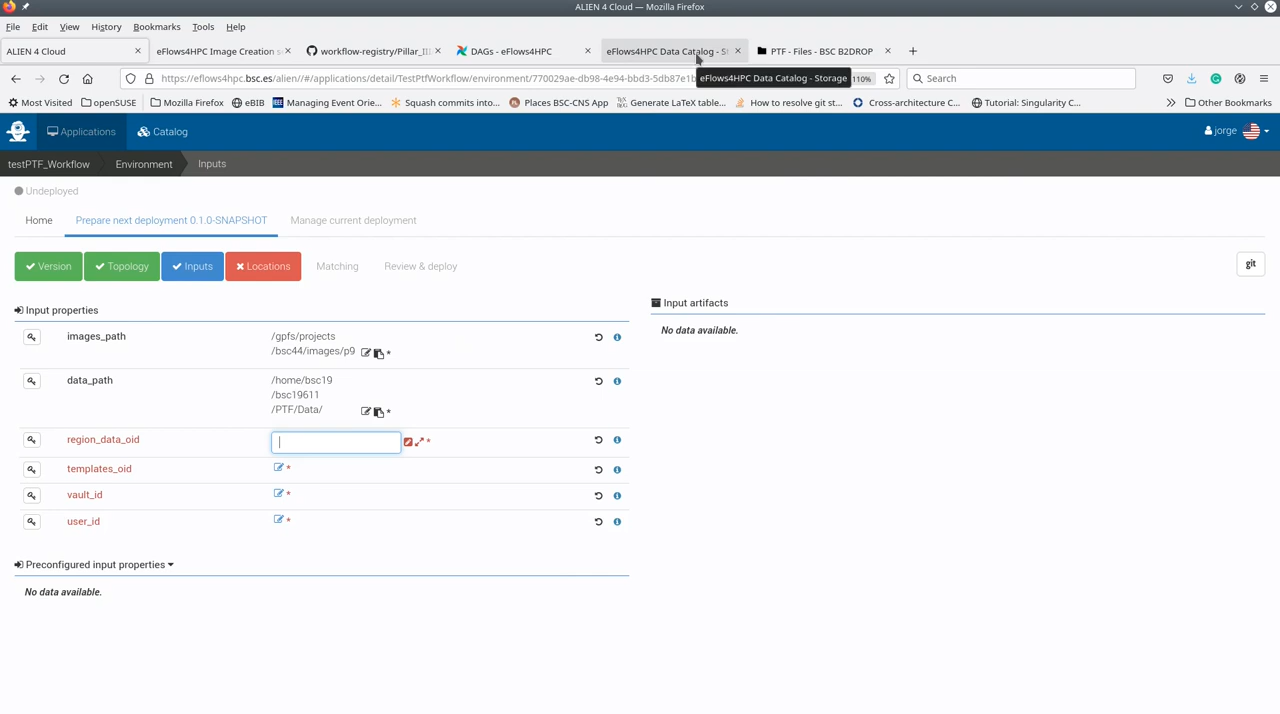 ALIEN 4 Cloud — Mozilla Firefox
File Edit View History Bookmarks Tools Help
ALIEN 4 Cloud eFlows4HPC Image Creation s workflow-registry/Pillar_II DAGs - eFlows4HPC eFlows4HPC Data Catalog - St PTF - Files - BSC B2DROP
https://eflows4hpc.bsc.es/alien/#/applications/detail/TestPtfWorkflow/environment/770029ae-db98-4e94-bbd3-5db87e1b 110% Search
eFlows4HPC Data Catalog - Storage
Most Visited openSUSE Mozilla Firefox Managing Event Orie... eBIB Squash commits into... Places BSC-CNS App Generate LaTeX table... How to resolve git st... Cross-architecture C... Tutorial: Singularity C... Other Bookmarks
Applications Catalog jorge
testPTF_Workflow Environment Inputs
Undeployed
Home Prepare next deployment 0.1.0-SNAPSHOT Manage current deployment
Version Topology Inputs Locations Matching Review & deploy git
Input properties
images_path /gpfs/projects
/bsc44/images/p9 *
data_path /home/bsc19
/bsc19611
/PTF/Data/ *
region_data_oid *
templates_oid *
vault_id *
user_id *
Preconfigured input properties
No data available.
Input artifacts
No data available.